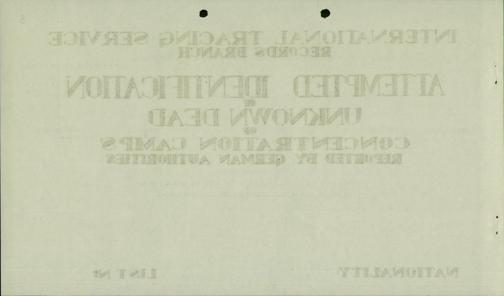 INTERNATIONAL TRACING SERVICE
RECORDS BRANCH
ATTEMPTED IDENTIFICATION
OF
UNKNOWN DEAD
OF
CONCENTRATION CAMPS
REPORTED BY GERMAN AUTHORITIES
NATIONALITY
LIST Nº